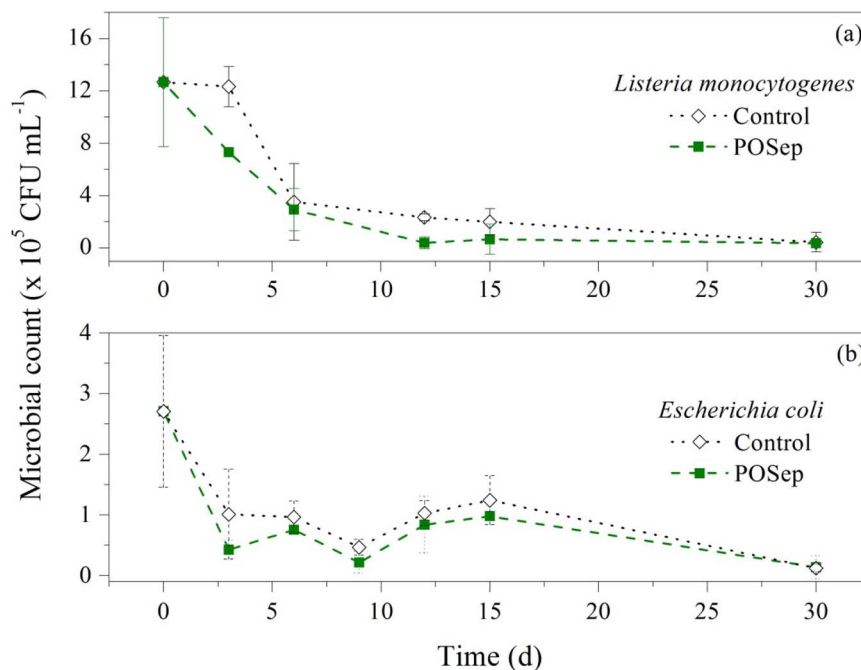 16
12
8
4
0
(a)
Listeria monocytogenes
Control
POSep
0 5 10 15 20 25 30
4
3
2
1
0
(b)
Escherichia coli
Control
POSep
0 5 10 15 20 25 30
Time (d)
Microbial count (x 10⁵ CFU mL⁻¹)